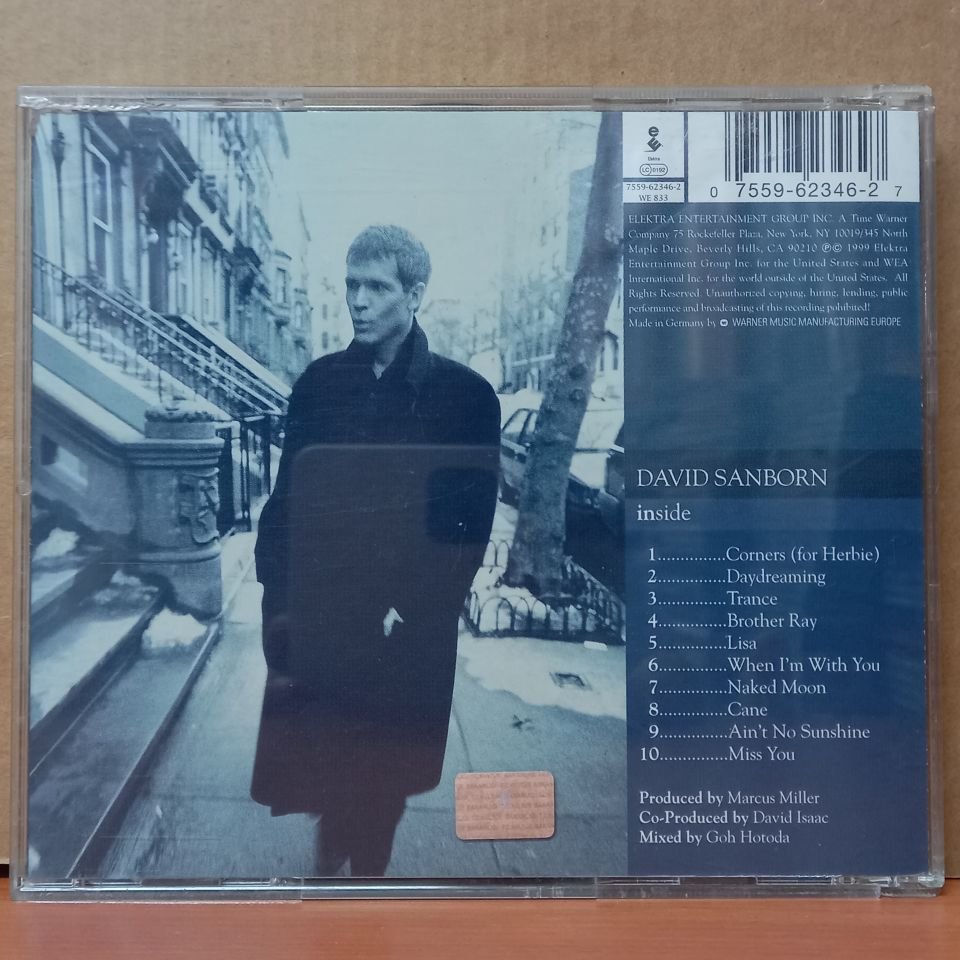 Elektra
LC 0192
7559-62346-2
WE 833
0 7559-62346-2 7
ELEKTRA ENTERTAINMENT GROUP INC. A Time Warner
Company 75 Rockefeller Plaza, New York, NY 10019/345 North
Maple Drive, Beverly Hills, CA 90210 ℗© 1999 Elektra
Entertainment Group Inc. for the United States and WEA
International Inc. for the world outside of the United States. All
Rights Reserved. Unauthorized copying, hiring, lending, public
performance and broadcasting of this recording pohibited!
Made in Germany by WARNER MUSIC MANUFACTURING EUROPE
DAVID SANBORN
inside
1...............Corners (for Herbie)
2...............Daydreaming
3...............Trance
4...............Brother Ray
5...............Lisa
6...............When I'm With You
7...............Naked Moon
8...............Cane
9...............Ain't No Sunshine
10...............Miss You
Produced by Marcus Miller
Co-Produced by David Isaac
Mixed by Goh Hotoda